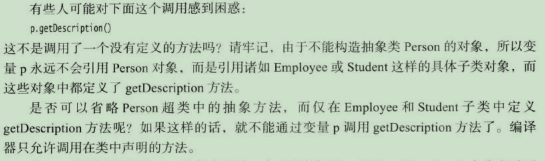 有些人可能对下面这个调用感到困惑：
p.getDescription()
这不是调用了一个没有定义的方法吗？请牢记，由于不能构造抽象类 Person 的对象，所以变
量 p 永远不会引用 Person 对象，而是引用诸如 Employee 或 Student 这样的具体子类对象，而
这些对象中都定义了 getDescription 方法。
是否可以省略 Person 超类中的抽象方法，而仅在 Employee 和 Student 子类中定义
getDescription 方法呢？如果这样的话，就不能通过变量 p 调用 getDescription 方法了。编译
器只允许调用在类中声明的方法。